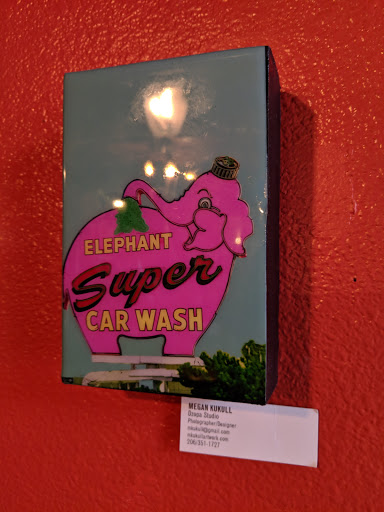 ELEPHANT
Super
CAR WASH
MEGAN KUKULL
Photographer/Designer